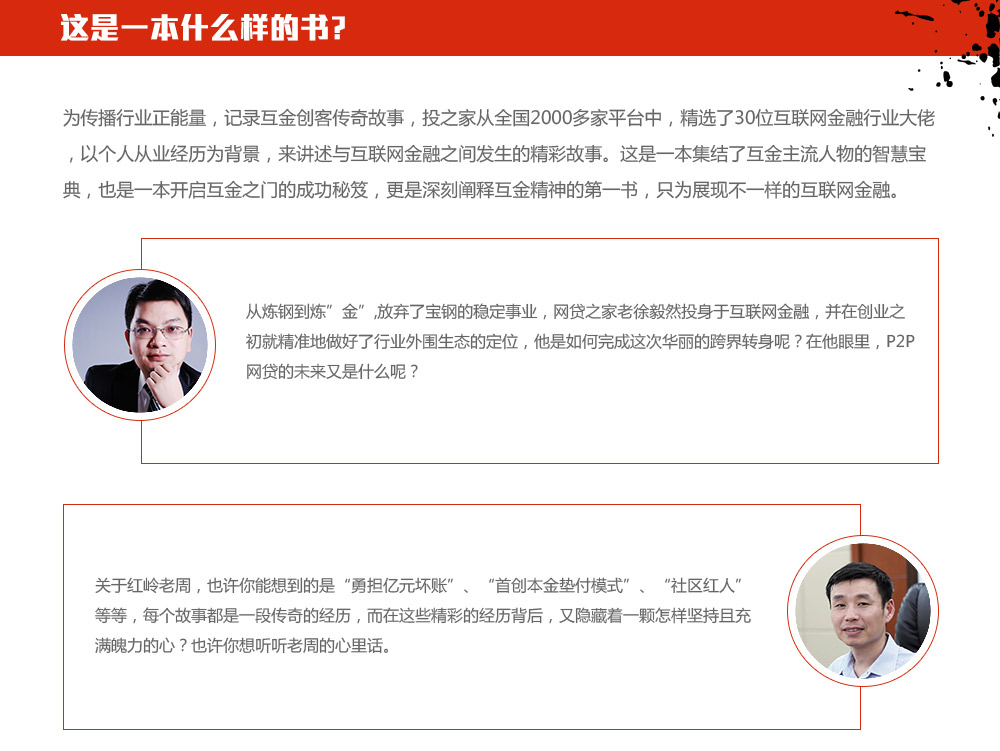 这是一本什么样的书?
为传播行业正能量，记录互金创客传奇故事，投之家从全国2000多家平台中，精选了30位互联网金融行业大佬
，以个人从业经历为背景，来讲述与互联网金融之间发生的精彩故事。这是一本集结了互金主流人物的智慧宝
典，也是一本开启互金之门的成功秘笈，更是深刻阐释互金精神的第一书，只为展现不一样的互联网金融。
从炼钢到炼”金”,放弃了宝钢的稳定事业，网贷之家老徐毅然投身于互联网金融，并在创业之
初就精准地做好了行业外围生态的定位，他是如何完成这次华丽的跨界转身呢？在他眼里，P2P
网贷的未来又是什么呢？
关于红岭老周，也许你能想到的是“勇担亿元坏账”、“首创本金垫付模式”、“社区红人”
等等，每个故事都是一段传奇的经历，而在这些精彩的经历背后，又隐藏着一颗怎样坚持且充
满魄力的心？也许你想听听老周的心里话。